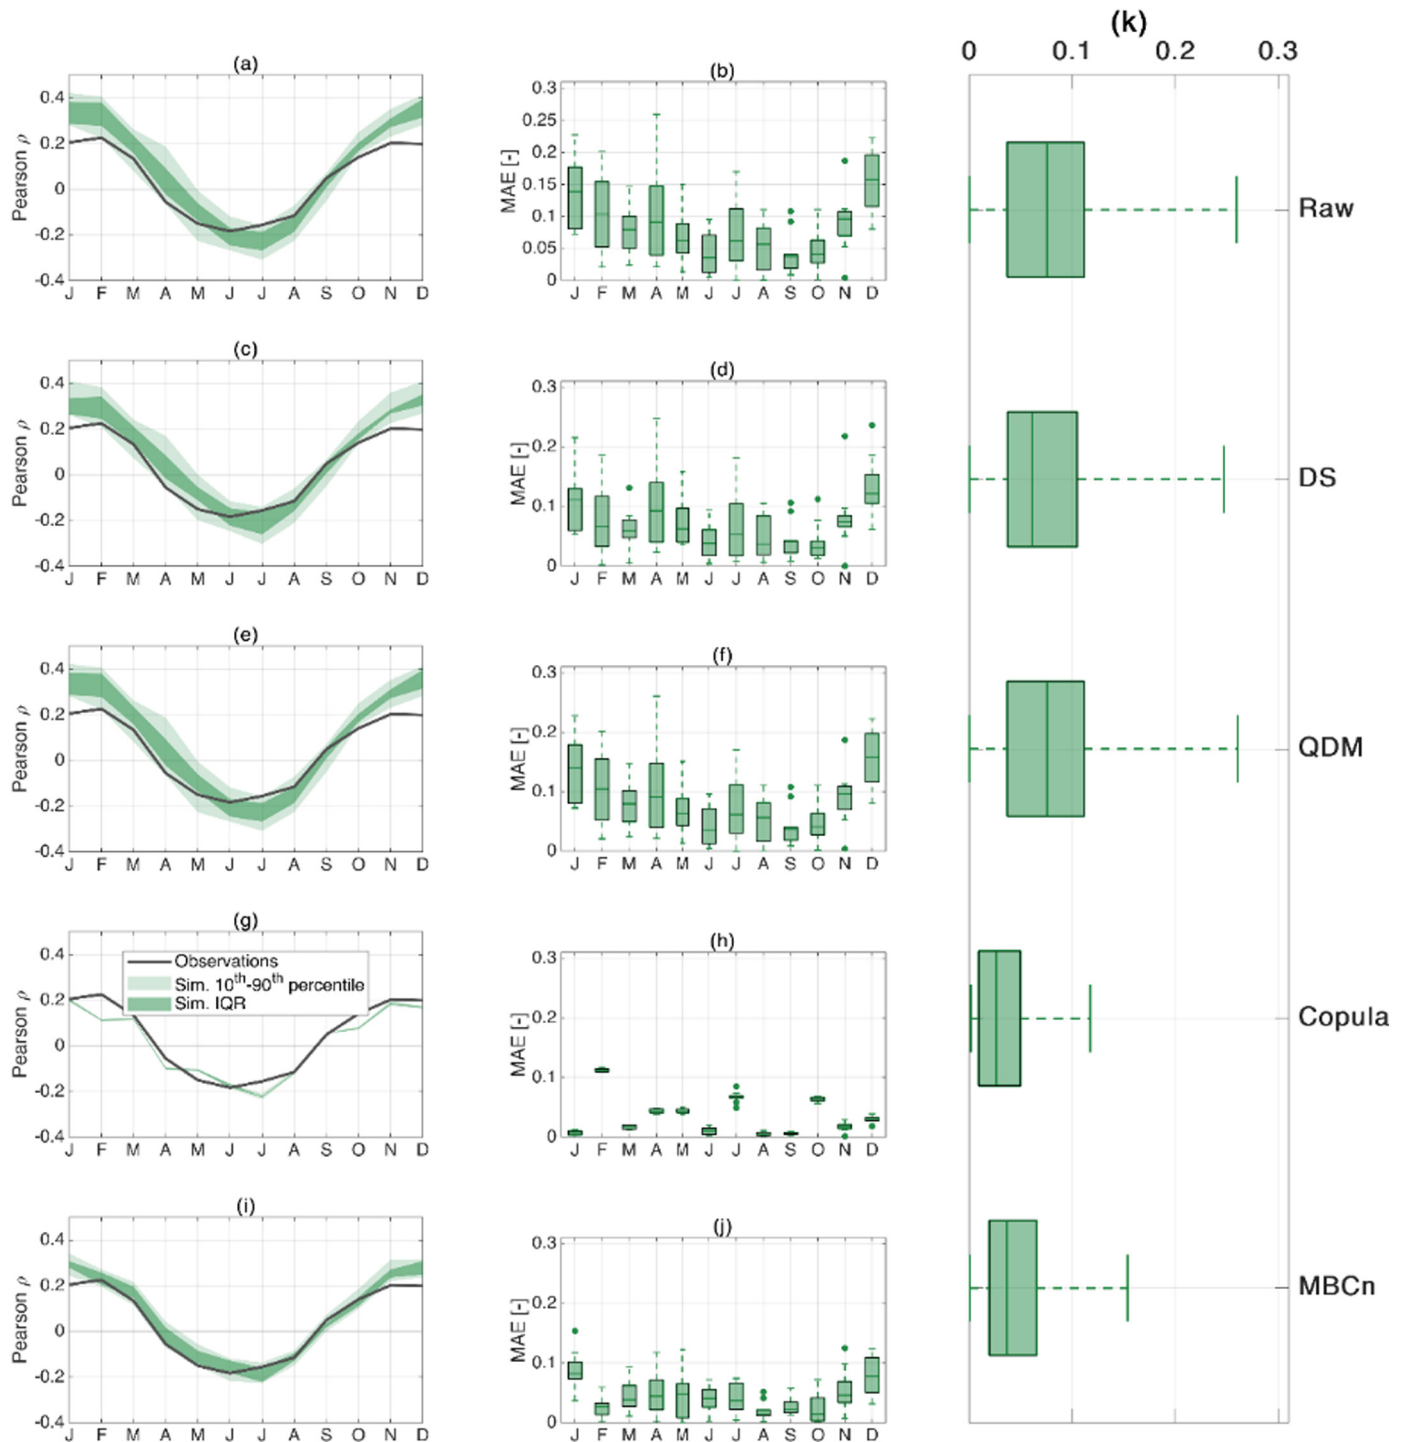 (k)
0 0.1 0.2 0.3
(a)
Pearson ρ
0.4
0.2
0
-0.2
-0.4
J F M A M J J A S O N D
(b)
MAE [-]
0.3
0.25
0.2
0.15
0.1
0.05
0
J F M A M J J A S O N D
Raw
(c)
Pearson ρ
0.4
0.2
0
-0.2
-0.4
J F M A M J J A S O N D
(d)
MAE [-]
0.3
0.2
0.1
0
J F M A M J J A S O N D
DS
(e)
Pearson ρ
0.4
0.2
0
-0.2
-0.4
J F M A M J J A S O N D
(f)
MAE [-]
0.3
0.2
0.1
0
J F M A M J J A S O N D
QDM
(g)
Pearson ρ
0.4
0.2
0
-0.2
-0.4
Observations
Sim. 10th-90th percentile
Sim. IQR
J F M A M J J A S O N D
(h)
MAE [-]
0.3
0.2
0.1
0
J F M A M J J A S O N D
Copula
(i)
Pearson ρ
0.4
0.2
0
-0.2
-0.4
J F M A M J J A S O N D
(j)
MAE [-]
0.3
0.2
0.1
0
J F M A M J J A S O N D
MBCn